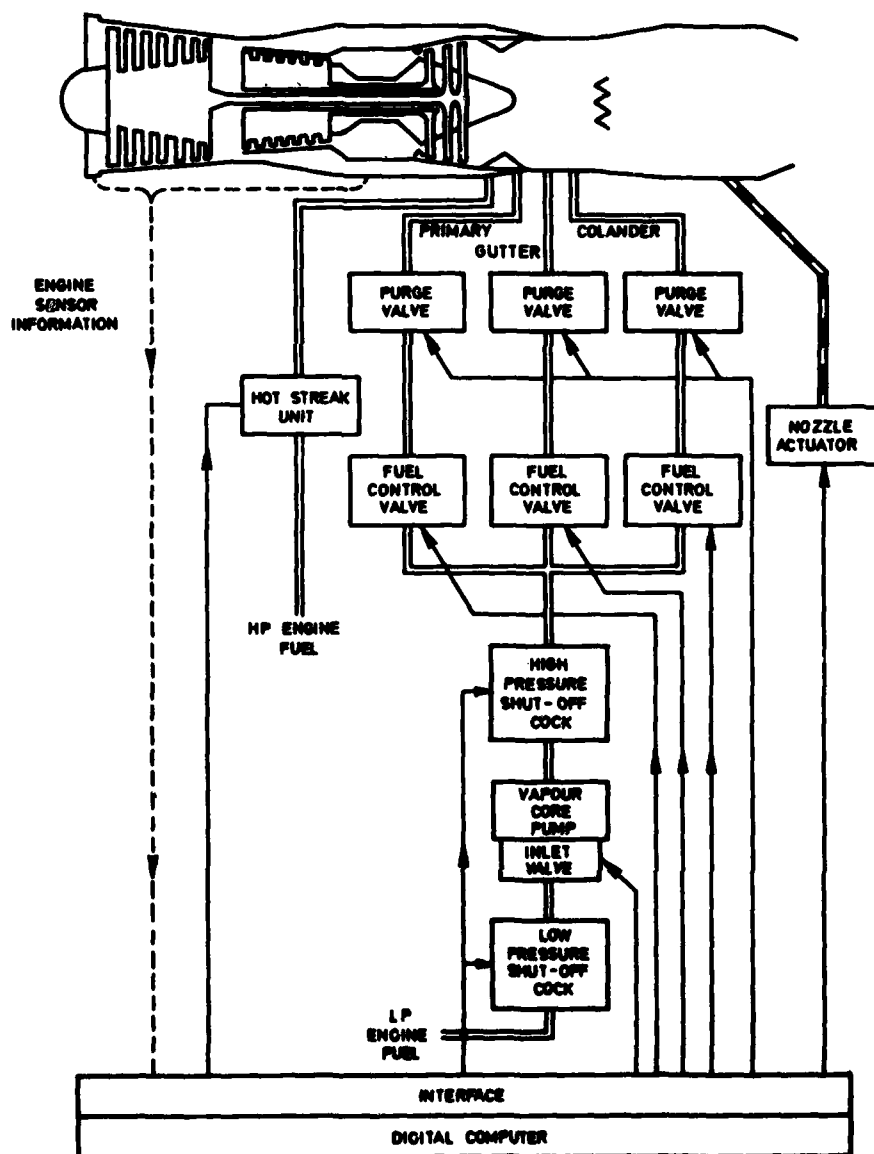 PRIMARY
COLANDER
GUTTER
ENGINE
SENSOR
INFORMATION
PURGE
VALVE
PURGE
VALVE
PURGE
VALVE
HOT STREAK
UNIT
NOZZLE
ACTUATOR
FUEL
CONTROL
VALVE
FUEL
CONTROL
VALVE
FUEL
CONTROL
VALVE
HP ENGINE
FUEL
HIGH
PRESSURE
SHUT-OFF
COCK
VAPOUR
CORE
PUMP
INLET
VALVE
LOW
PRESSURE
SHUT-OFF
COCK
LP
ENGINE
FUEL
INTERFACE
DIGITAL COMPUTER